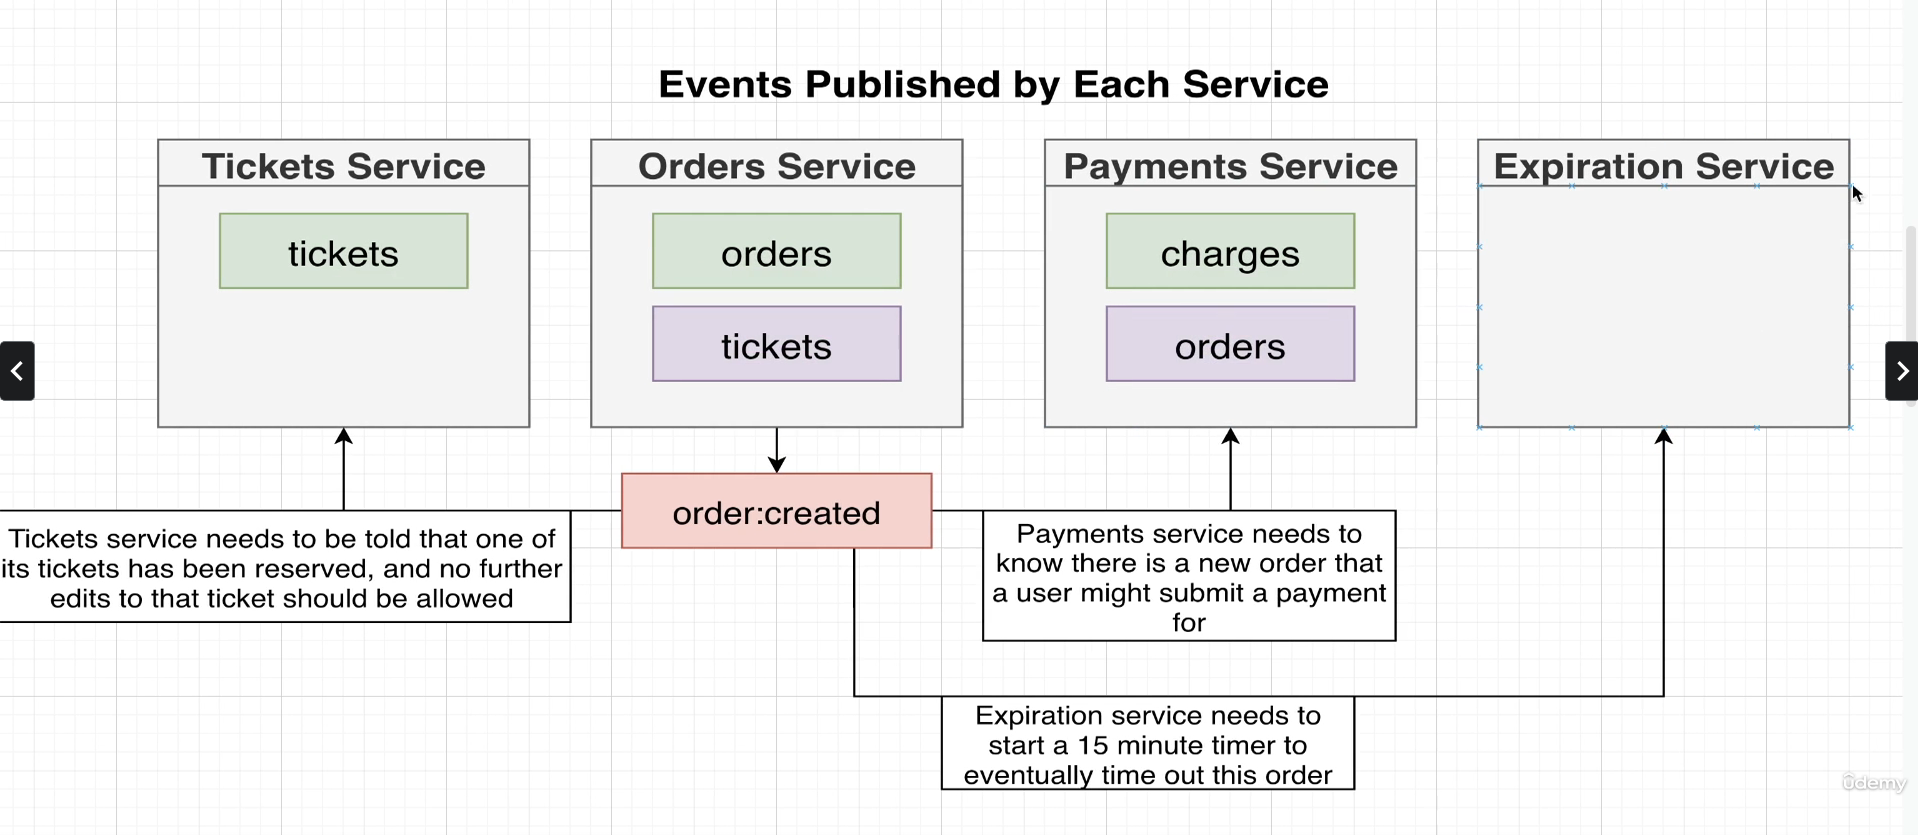 Events Published by Each Service
Tickets Service
tickets
Orders Service
orders
tickets
Payments Service
charges
orders
Expiration Service
order:created
Tickets service needs to be told that one of
its tickets has been reserved, and no further
edits to that ticket should be allowed
Payments service needs to
know there is a new order that
a user might submit a payment
for
Expiration service needs to
start a 15 minute timer to
eventually time out this order
ûdemy